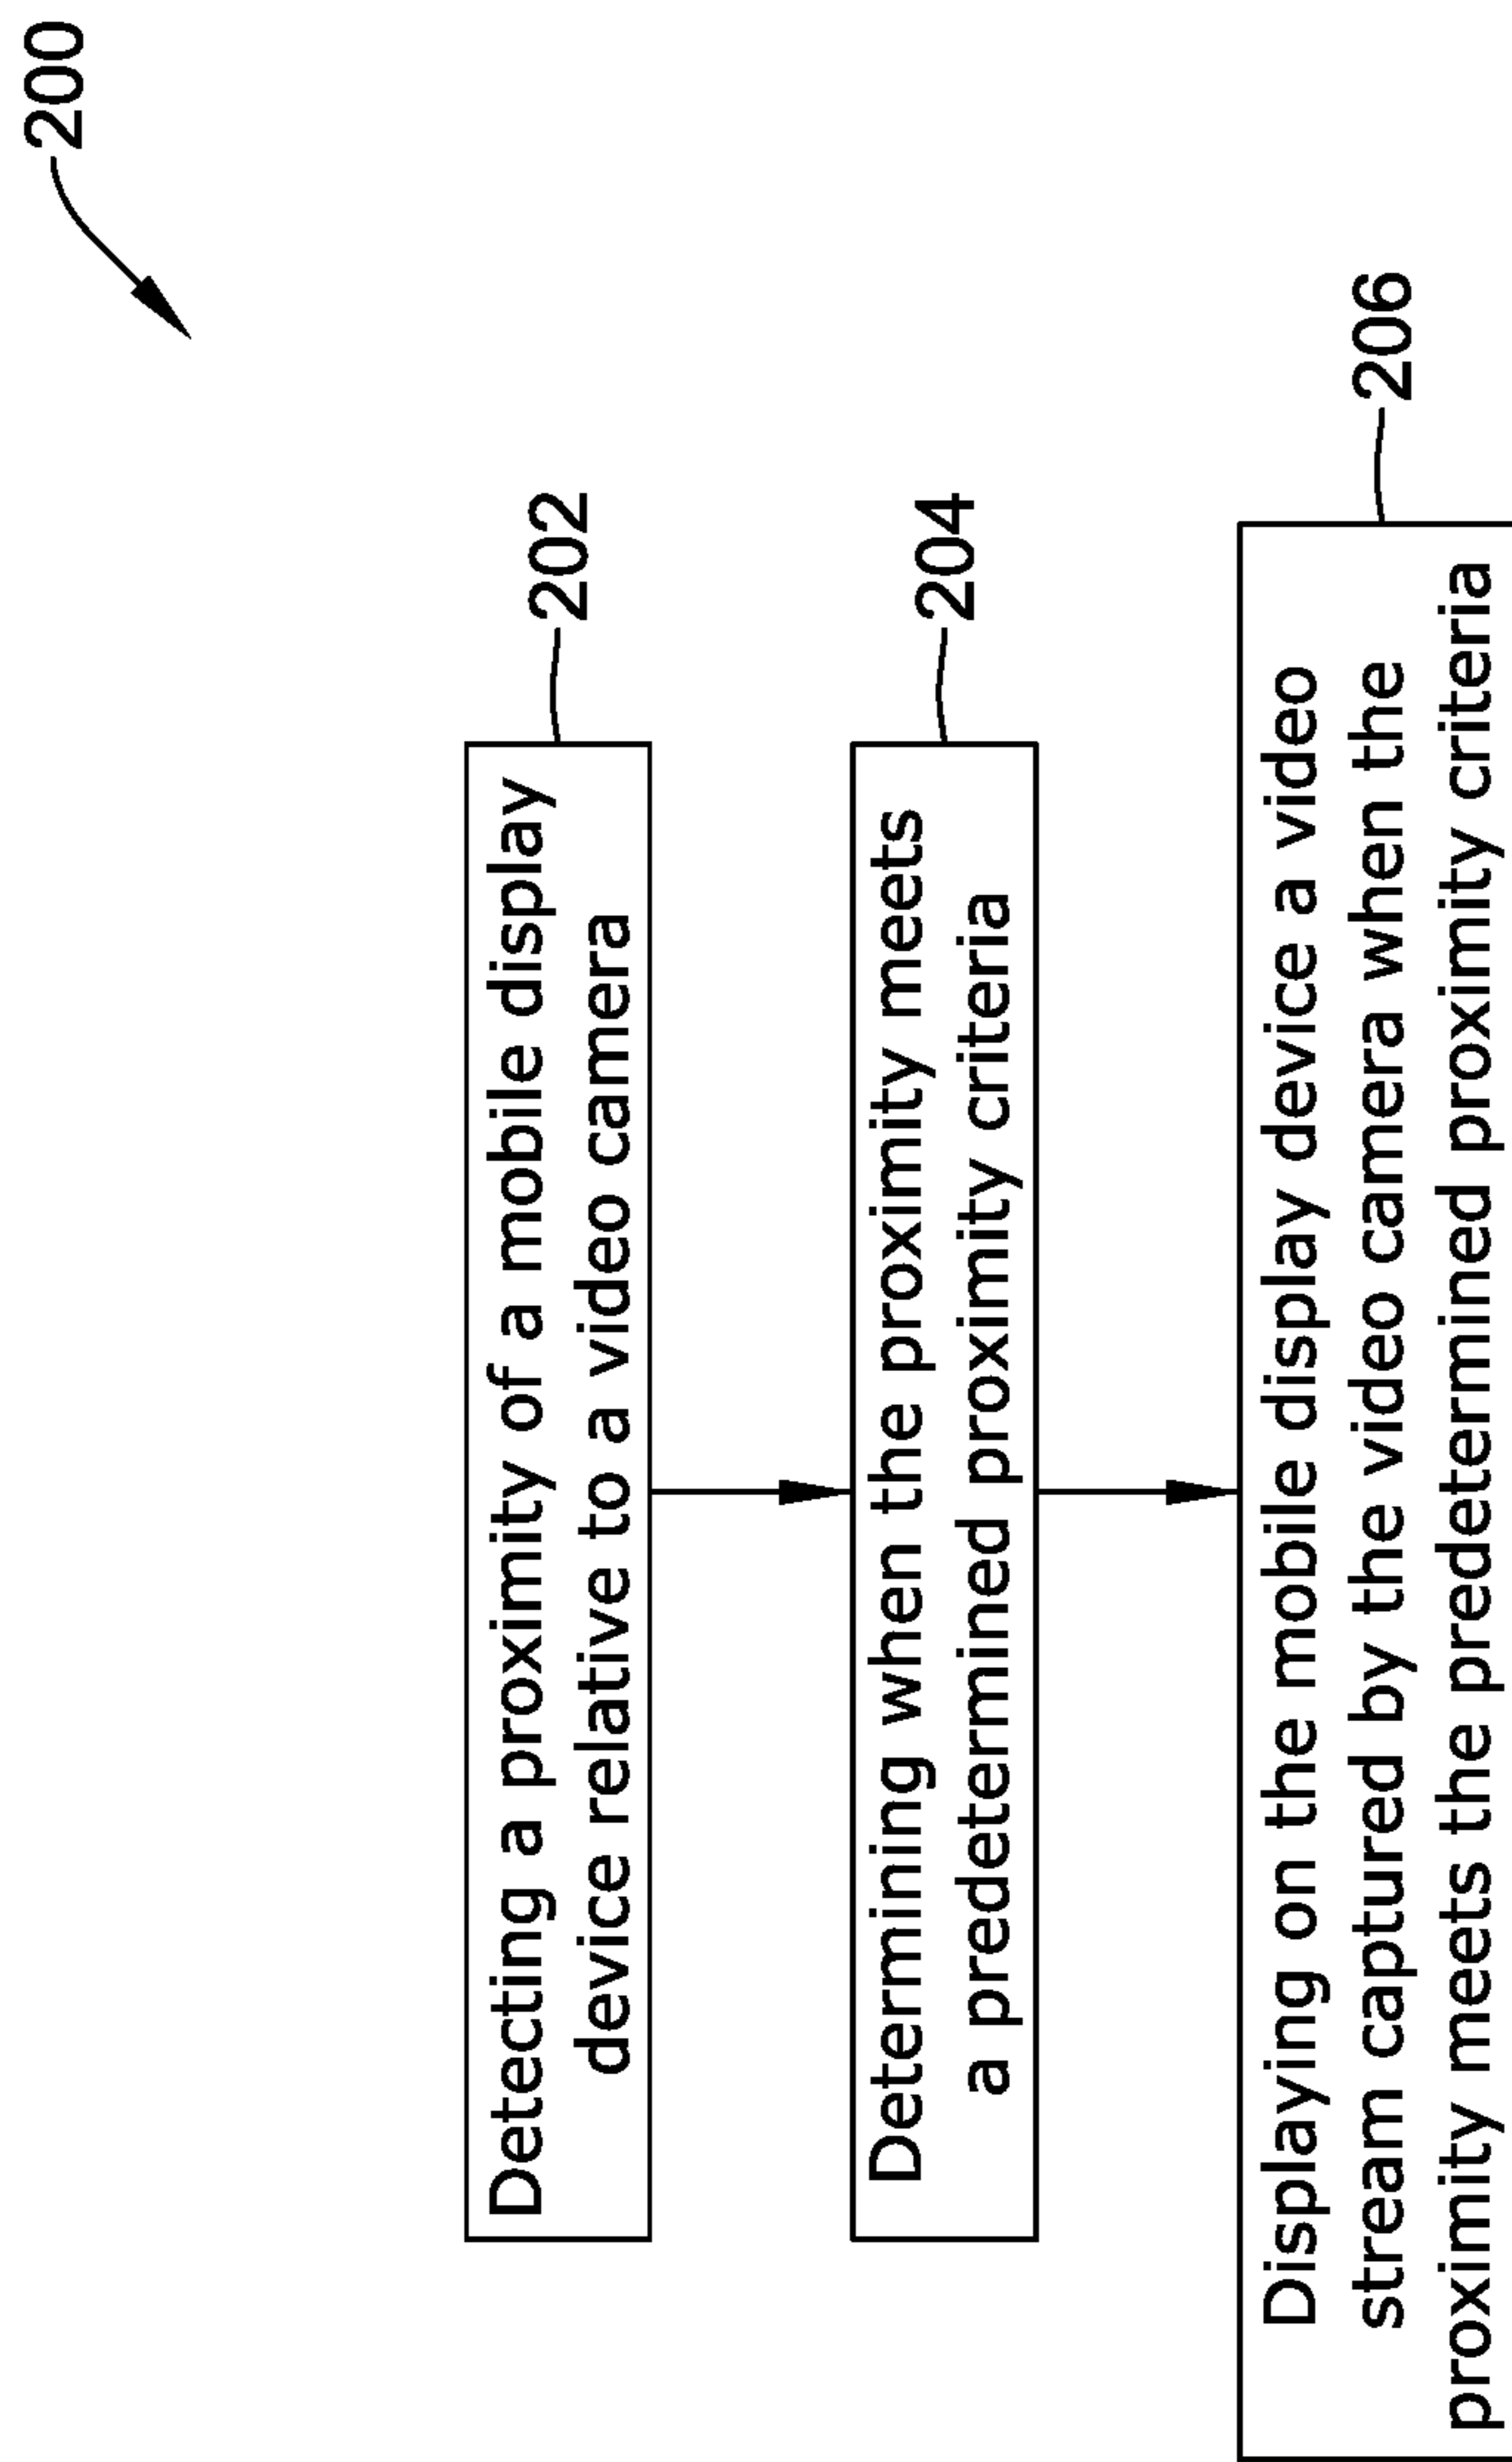 200
Detecting a proximity of a mobile display
device relative to a video camera
202
Determining when the proximity meets
a predetermined proximity criteria
204
Displaying on the mobile display device a video
stream captured by the video camera when the
proximity meets the predetermined proximity criteria
206